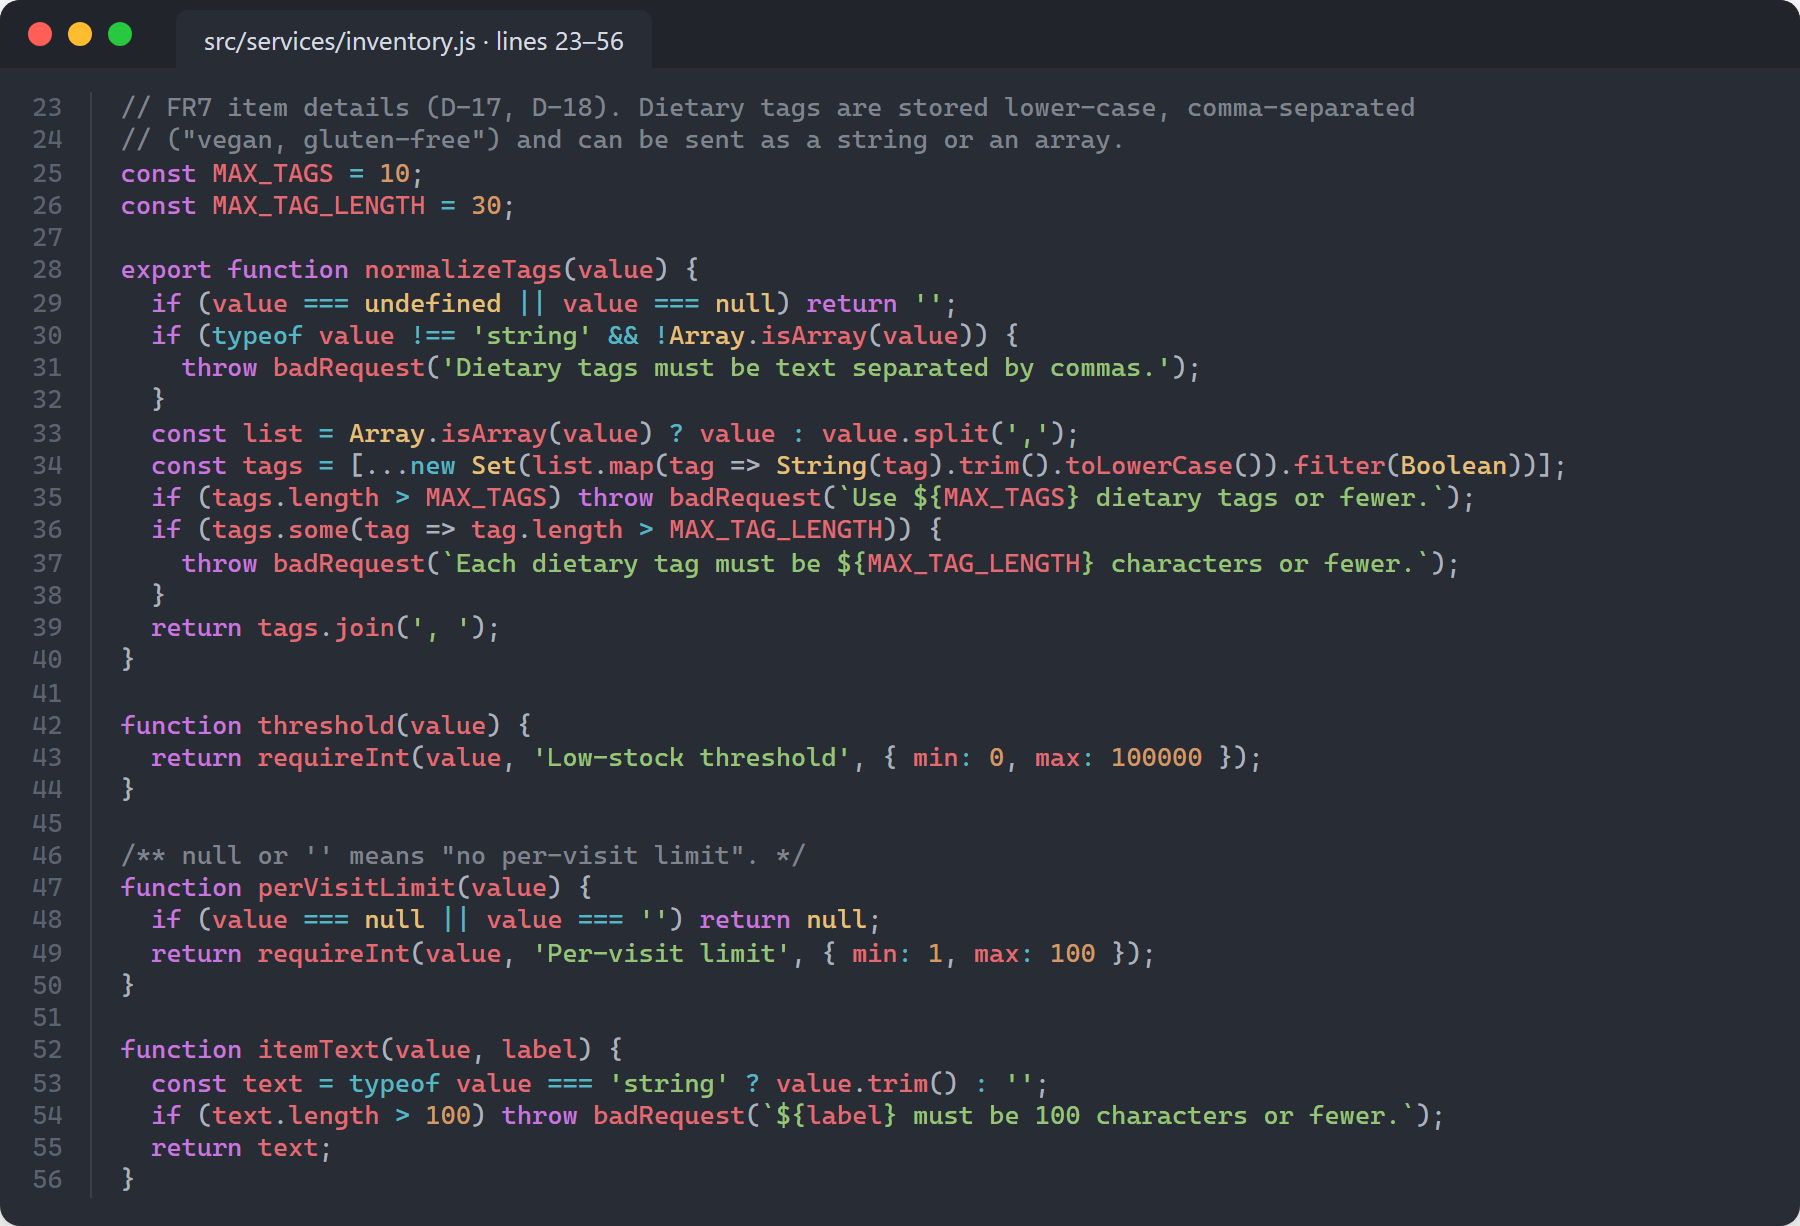 src/services/inventory.js · lines 23–56
23 // FR7 item details (D-17, D-18). Dietary tags are stored lower-case, comma-separated
24 // ("vegan, gluten-free") and can be sent as a string or an array.
25 const MAX_TAGS = 10;
26 const MAX_TAG_LENGTH = 30;
27
28 export function normalizeTags(value) {
29   if (value === undefined || value === null) return '';
30   if (typeof value !== 'string' && !Array.isArray(value)) {
31     throw badRequest('Dietary tags must be text separated by commas.');
32   }
33   const list = Array.isArray(value) ? value : value.split(',');
34   const tags = [...new Set(list.map(tag => String(tag).trim().toLowerCase()).filter(Boolean))];
35   if (tags.length > MAX_TAGS) throw badRequest(`Use ${MAX_TAGS} dietary tags or fewer.`);
36   if (tags.some(tag => tag.length > MAX_TAG_LENGTH)) {
37     throw badRequest(`Each dietary tag must be ${MAX_TAG_LENGTH} characters or fewer.`);
38   }
39   return tags.join(', ');
40 }
41
42 function threshold(value) {
43   return requireInt(value, 'Low-stock threshold', { min: 0, max: 100000 });
44 }
45
46 /** null or '' means "no per-visit limit". */
47 function perVisitLimit(value) {
48   if (value === null || value === '') return null;
49   return requireInt(value, 'Per-visit limit', { min: 1, max: 100 });
50 }
51
52 function itemText(value, label) {
53   const text = typeof value === 'string' ? value.trim() : '';
54   if (text.length > 100) throw badRequest(`${label} must be 100 characters or fewer.`);
55   return text;
56 }